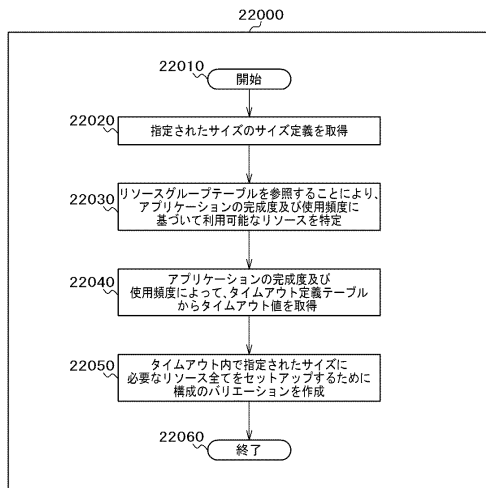 22000
22010
開始
22020
指定されたサイズのサイズ定義を取得
22030
リソースグループテーブルを参照することにより、
アプリケーションの完成度及び使用頻度に
基づいて利用可能なリソースを特定
22040
アプリケーションの完成度及び
使用頻度によって、タイムアウト定義テーブル
からタイムアウト値を取得
22050
タイムアウト内で指定されたサイズに
必要なリソース全てをセットアップするために
構成のバリエーションを作成
22060
終了